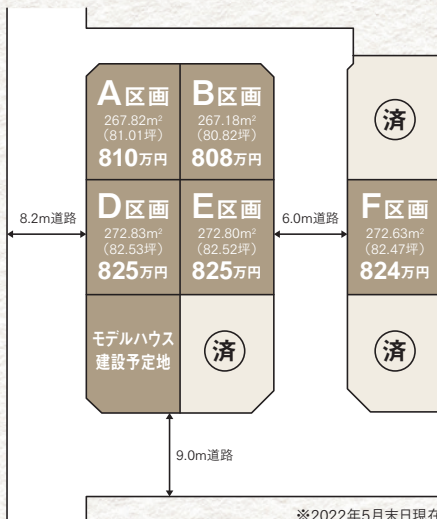 A区画
267.82m²
(81.01坪)
810万円
B区画
267.18m²
(80.82坪)
808万円
済
8.2m道路
D区画
272.83m²
(82.53坪)
825万円
E区画
272.80m²
(82.52坪)
825万円
6.0m道路
F区画
272.63m²
(82.47坪)
824万円
モデルハウス
建設予定地
済
済
9.0m道路
※2022年5月末日現在